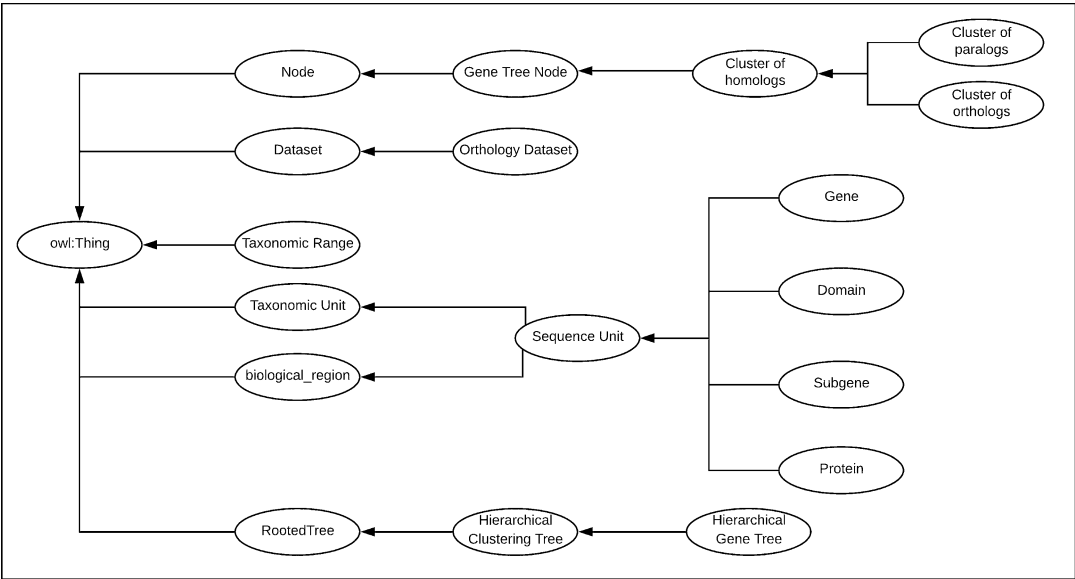 Cluster of
paralogs
Node
Gene Tree Node
Cluster of
homologs
Cluster of
orthologs
Dataset
Orthology Dataset
Gene
owl:Thing
Taxonomic Range
Domain
Taxonomic Unit
Sequence Unit
biological_region
Subgene
Protein
RootedTree
Hierarchical
Clustering Tree
Hierarchical
Gene Tree